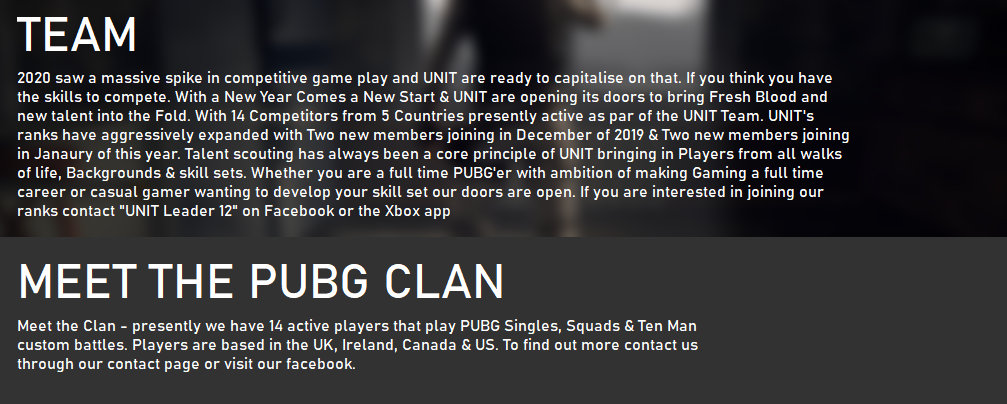 TEAM
2020 saw a massive spike in competitive game play and UNIT are ready to capitalise on that. If you think you have
the skills to compete. With a New Year Comes a New Start & UNIT are opening its doors to bring Fresh Blood and
new talent into the Fold. With 14 Competitors from 5 Countries presently active as par of the UNIT Team. UNIT's
ranks have aggressively expanded with Two new members joining in December of 2019 & Two new members joining
in Janaury of this year. Talent scouting has always been a core principle of UNIT bringing in Players from all walks
of life, Backgrounds & skill sets. Whether you are a full time PUBG'er with ambition of making Gaming a full time
career or casual gamer wanting to develop your skill set our doors are open. If you are interested in joining our
ranks contact "UNIT Leader 12" on Facebook or the Xbox app
MEET THE PUBG CLAN
Meet the Clan - presently we have 14 active players that play PUBG Singles, Squads & Ten Man
custom battles. Players are based in the UK, Ireland, Canada & US. To find out more contact us
through our contact page or visit our facebook.